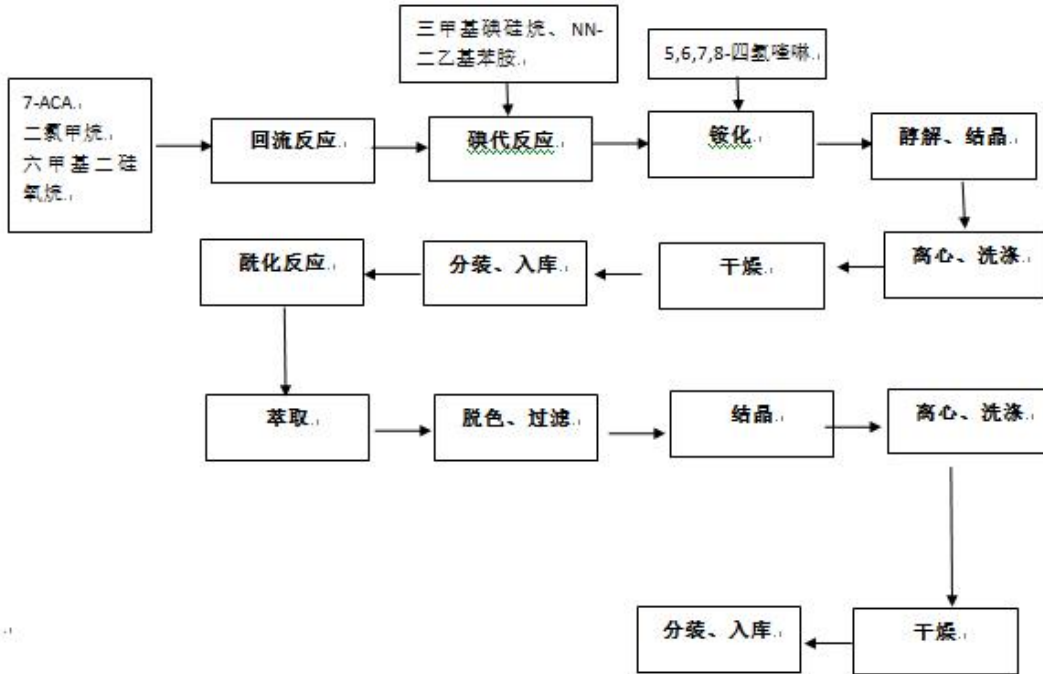 三甲基碘硅烷、NN-
二乙基苯胺
5,6,7,8-四氢喹啉
7-ACA
二氯甲烷
六甲基二硅
氧烷
回流反应
碘代反应
铵化
醇解、结晶
酰化反应
分装、入库
干燥
离心、洗涤
萃取
脱色、过滤
结晶
离心、洗涤
分装、入库
干燥